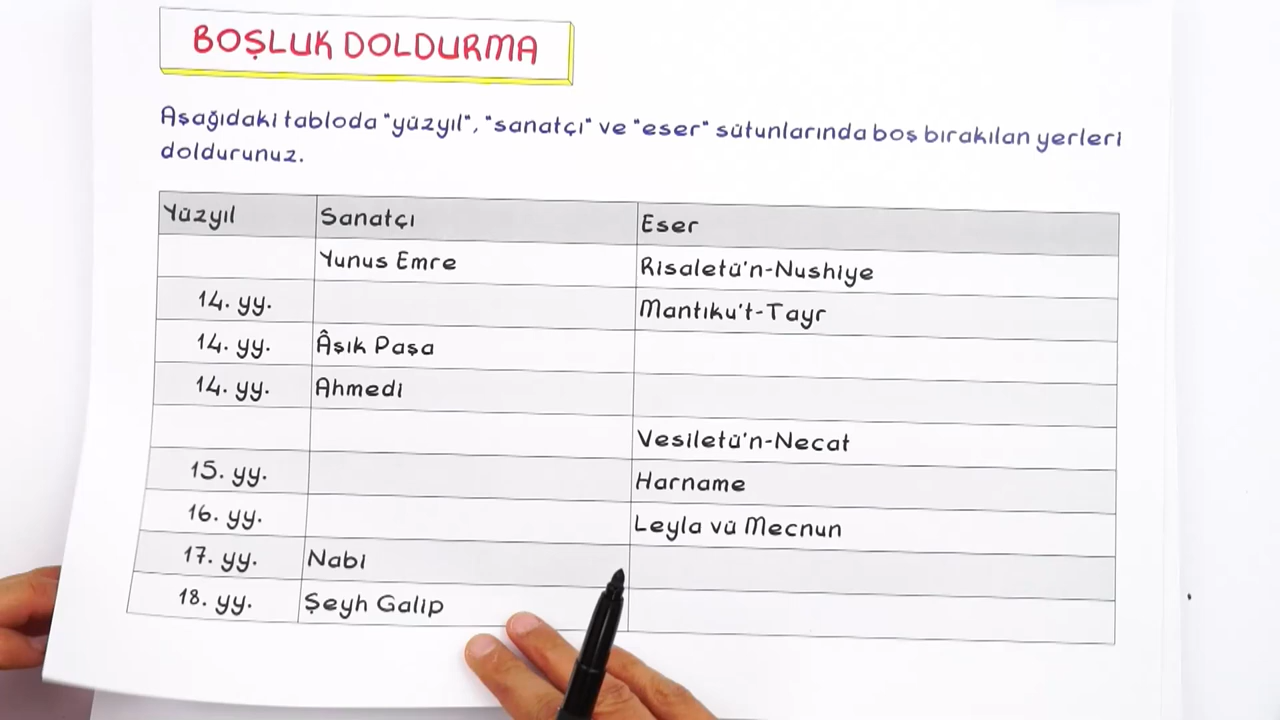 BOŞLUK DOLDURMA
Aşağıdaki tabloda "yüzyıl", "sanatçı" ve "eser" sütunlarında boş bırakılan yerleri
doldurunuz.
Yüzyıl Sanatçı Eser
Yunus Emre Risaletü'n-Nushiye
14. yy. Mantıku't-Tayr
14. yy. Âşık Paşa
14. yy. Ahmedi
Vesiletü'n-Necat
15. yy. Harname
16. yy. Leyla vü Mecnun
17. yy. Nabi
18. yy. Şeyh Galip